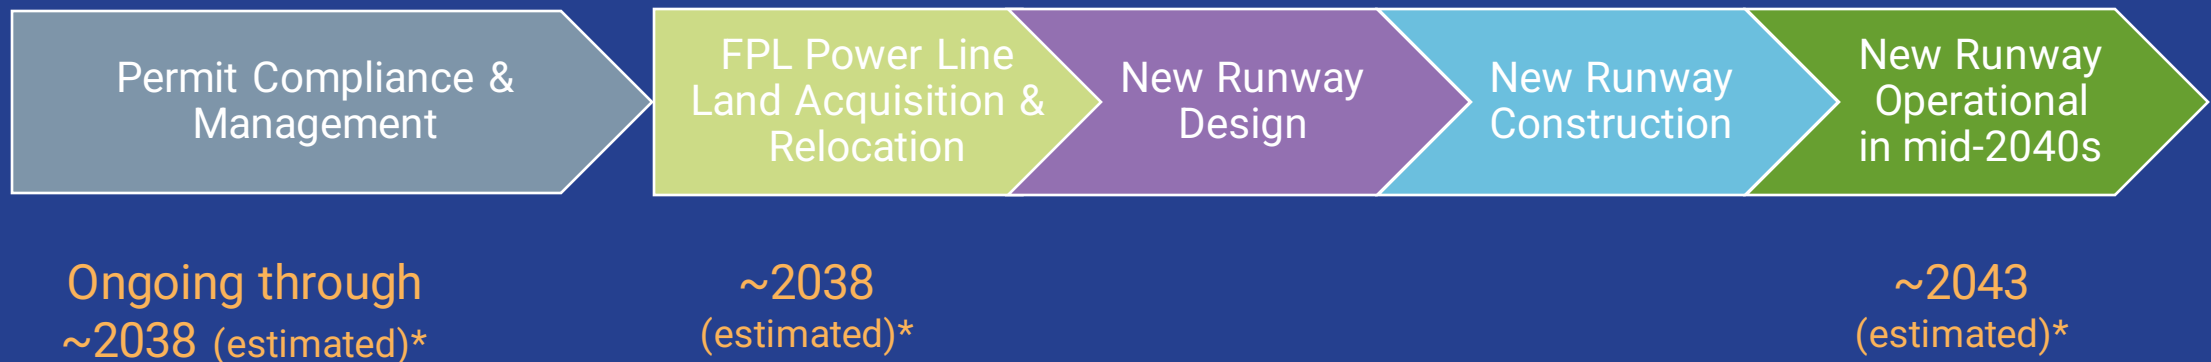 Permit Compliance &
Management
FPL Power Line
Land Acquisition &
Relocation
New Runway
Design
New Runway
Construction
New Runway
Operational
in mid-2040s
Ongoing through
~2038 (estimated)*
~2038
(estimated)*
~2043
(estimated)*